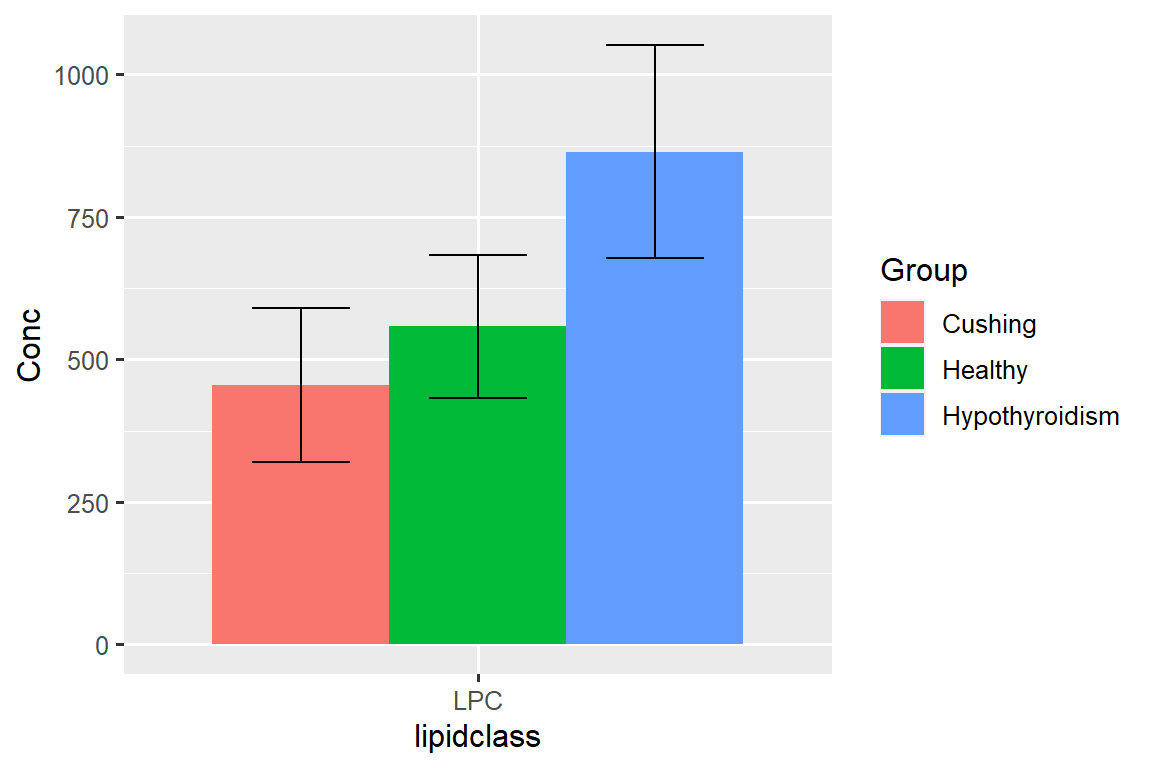 1000
750
500
250
0
Conc
LPC
lipidclass
Group
Cushing
Healthy
Hypothyroidism